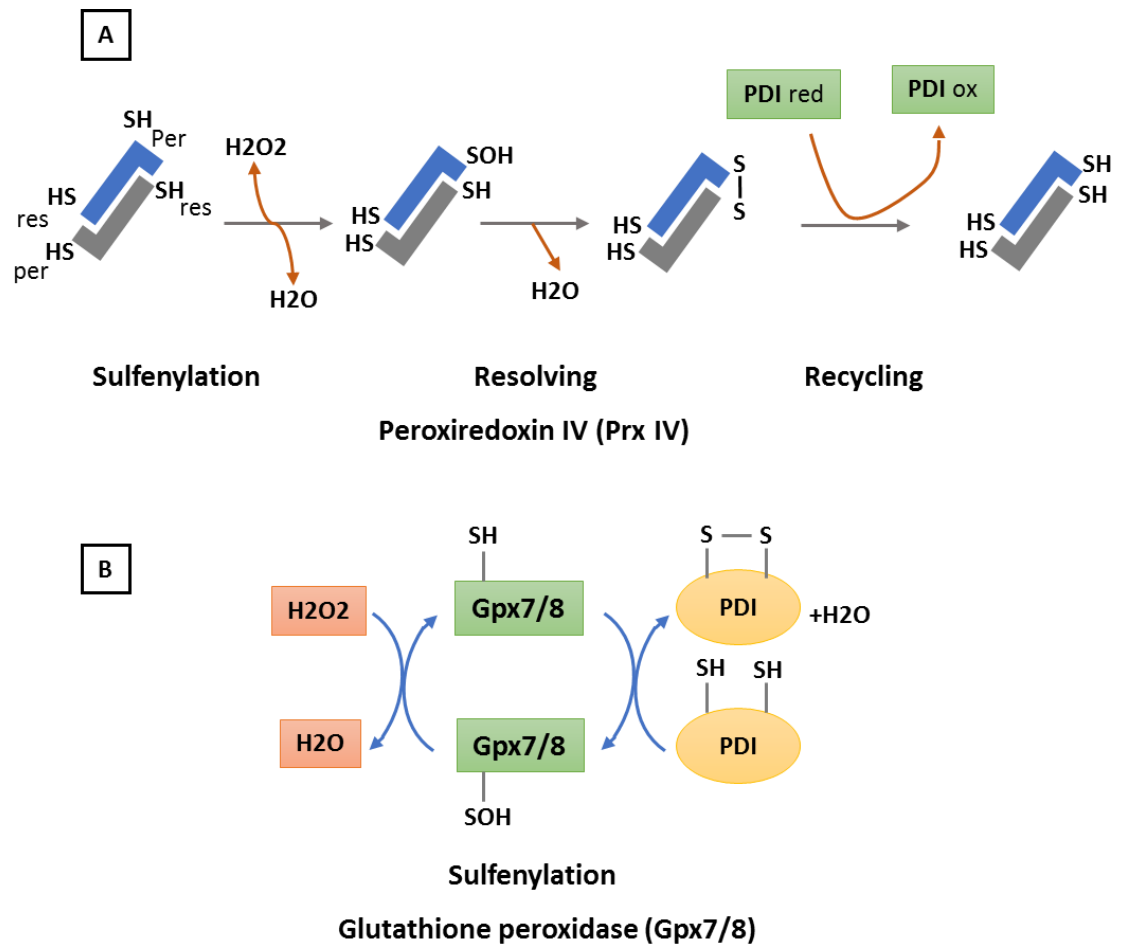 A
PDI red
PDI ox
SH
Per
H2O2
SOH
S
SH
HS
SH
SH
S
SH
res
res
HS
HS
HS
HS
HS
HS
HS
per
H2O
H2O
Sulfenylation
Resolving
Recycling
Peroxiredoxin IV (Prx IV)
B
SH
S
S
H2O2
Gpx7/8
PDI
+H2O
SH
SH
H2O
Gpx7/8
PDI
SOH
Sulfenylation
Glutathione peroxidase (Gpx7/8)